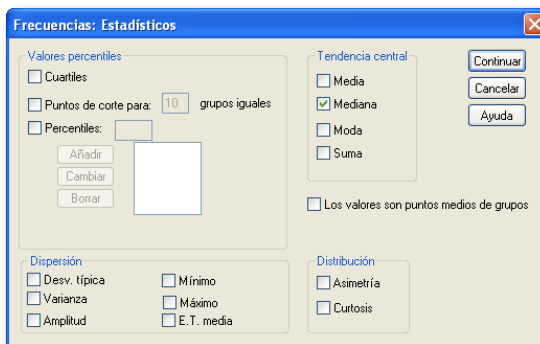 Frecuencias: Estadísticos
Valores percentiles
Cuartiles
Puntos de corte para: 10 grupos iguales
Percentiles:
Añadir
Cambiar
Borrar
Tendencia central
Media
Mediana
Moda
Suma
Continuar
Cancelar
Ayuda
Los valores son puntos medios de grupos
Dispersión
Desv. típica
Mínimo
Varianza
Máximo
Amplitud
E.T. media
Distribución
Asimetría
Curtosis